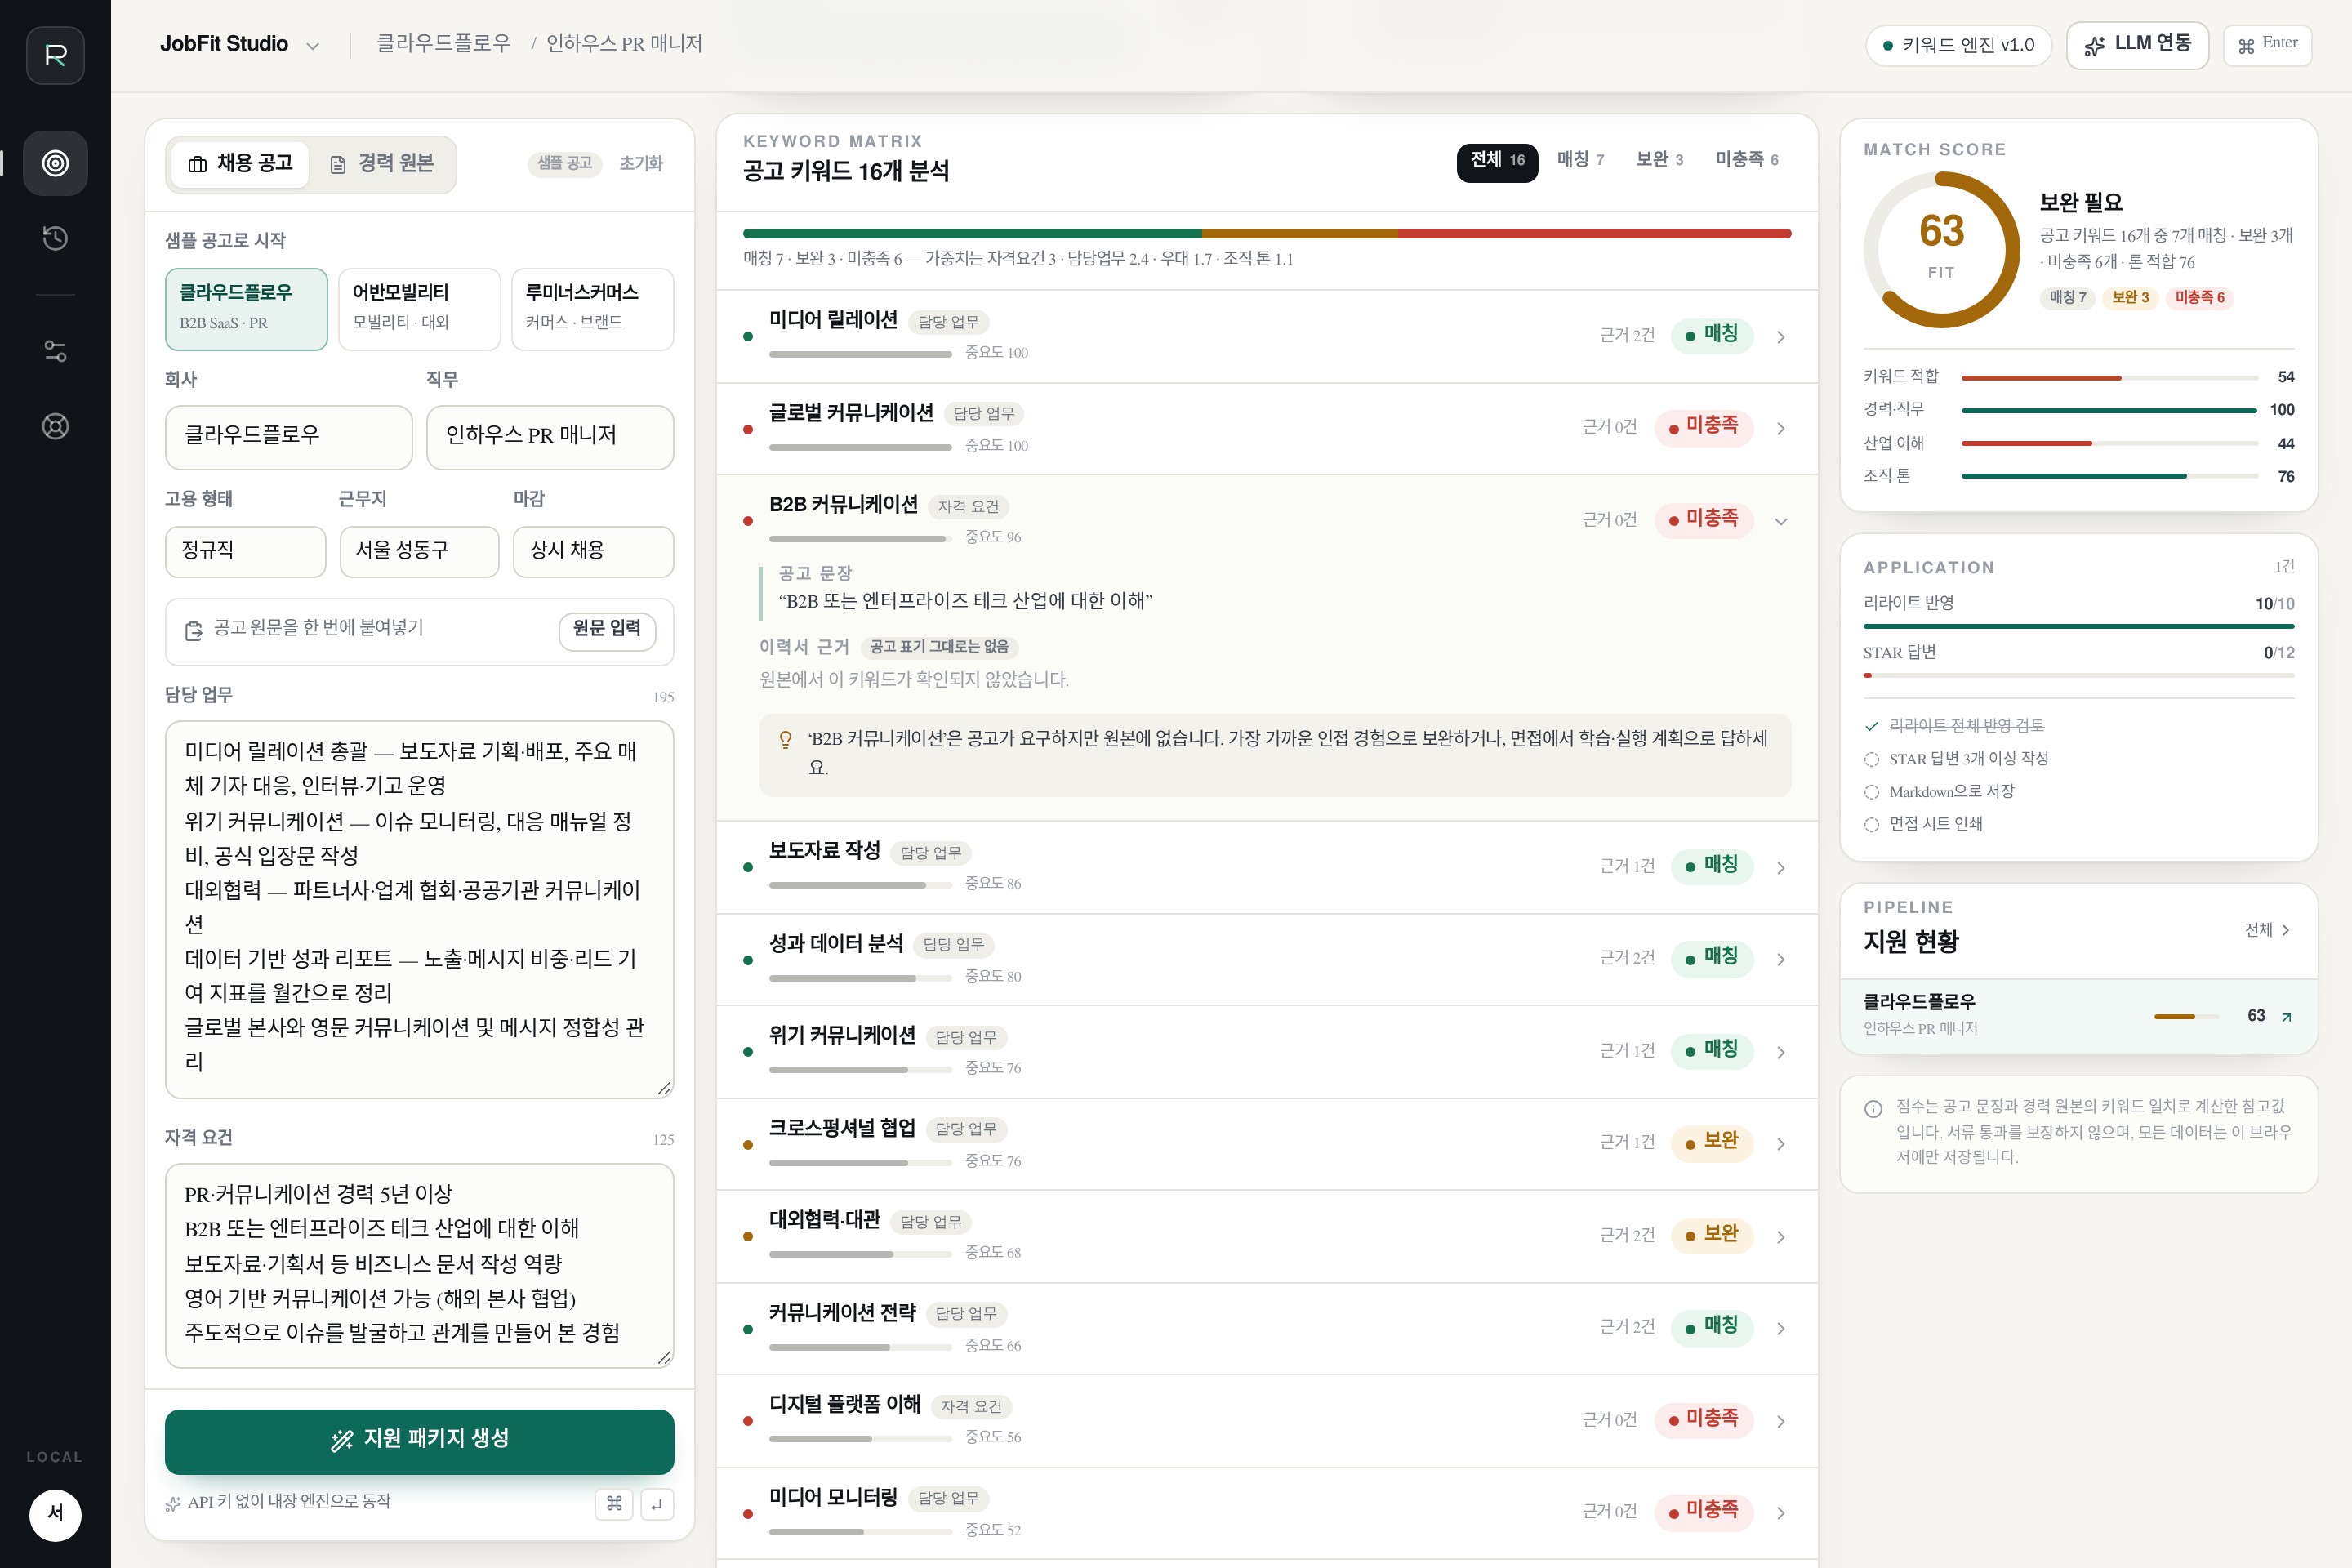 JobFit Studio
클라우드플로우 / 인하우스 PR 매니저
키워드 엔진 v1.0
LLM 연동
⌘ Enter
LOCAL
서
채용 공고
경력 원본
샘플 공고
초기화
샘플 공고로 시작
클라우드플로우
B2B SaaS · PR
어반모빌리티
모빌리티 · 대외
루미너스커머스
커머스 · 브랜드
회사
직무
클라우드플로우
인하우스 PR 매니저
고용 형태
근무지
마감
정규직
서울 성동구
상시 채용
공고 원문을 한 번에 붙여넣기
원문 입력
담당 업무
195
미디어 릴레이션 총괄 — 보도자료 기획·배포, 주요 매
체 기자 대응, 인터뷰·기고 운영
위기 커뮤니케이션 — 이슈 모니터링, 대응 매뉴얼 정
비, 공식 입장문 작성
대외협력 — 파트너사·업계 협회·공공기관 커뮤니케이
션
데이터 기반 성과 리포트 — 노출·메시지 비중·리드 기
여 지표를 월간으로 정리
글로벌 본사와 영문 커뮤니케이션 및 메시지 정합성 관
리
자격 요건
125
PR·커뮤니케이션 경력 5년 이상
B2B 또는 엔터프라이즈 테크 산업에 대한 이해
보도자료·기획서 등 비즈니스 문서 작성 역량
영어 기반 커뮤니케이션 가능 (해외 본사 협업)
주도적으로 이슈를 발굴하고 관계를 만들어 본 경험
지원 패키지 생성
API 키 없이 내장 엔진으로 동작
⌘ ↵
KEYWORD MATRIX
공고 키워드 16개 분석
전체 16
매칭 7
보완 3
미충족 6
매칭 7 · 보완 3 · 미충족 6 — 가중치는 자격요건 3 · 담당업무 2.4 · 우대 1.7 · 조직 톤 1.1
미디어 릴레이션 담당 업무
중요도 100
근거 2건 매칭
글로벌 커뮤니케이션 담당 업무
중요도 100
근거 0건 미충족
B2B 커뮤니케이션 자격 요건
중요도 96
근거 0건 미충족
공고 문장
“B2B 또는 엔터프라이즈 테크 산업에 대한 이해”
이력서 근거 공고 표기 그대로는 없음
원본에서 이 키워드가 확인되지 않았습니다.
‘B2B 커뮤니케이션’은 공고가 요구하지만 원본에 없습니다. 가장 가까운 인접 경험으로 보완하거나, 면접에서 학습·실행 계획으로 답하세
요.
보도자료 작성 담당 업무
중요도 86
근거 1건 매칭
성과 데이터 분석 담당 업무
중요도 80
근거 2건 매칭
위기 커뮤니케이션 담당 업무
중요도 76
근거 1건 매칭
크로스펑셔널 협업 담당 업무
중요도 76
근거 1건 보완
대외협력·대관 담당 업무
중요도 68
근거 2건 보완
커뮤니케이션 전략 담당 업무
중요도 66
근거 2건 매칭
디지털 플랫폼 이해 자격 요건
중요도 56
근거 0건 미충족
미디어 모니터링 담당 업무
중요도 52
근거 0건 미충족
MATCH SCORE
63
FIT
보완 필요
공고 키워드 16개 중 7개 매칭 · 보완 3개
· 미충족 6개 · 톤 적합 76
매칭 7
보완 3
미충족 6
키워드 적합 54
경력·직무 100
산업 이해 44
조직 톤 76
APPLICATION
1건
리라이트 반영 10/10
STAR 답변 0/12
리라이트 전체 반영 검토
STAR 답변 3개 이상 작성
Markdown으로 저장
면접 시트 인쇄
PIPELINE
지원 현황
전체
클라우드플로우
인하우스 PR 매니저
63
점수는 공고 문장과 경력 원본의 키워드 일치로 계산한 참고값
입니다. 서류 통과를 보장하지 않으며, 모든 데이터는 이 브라우
저에만 저장됩니다.